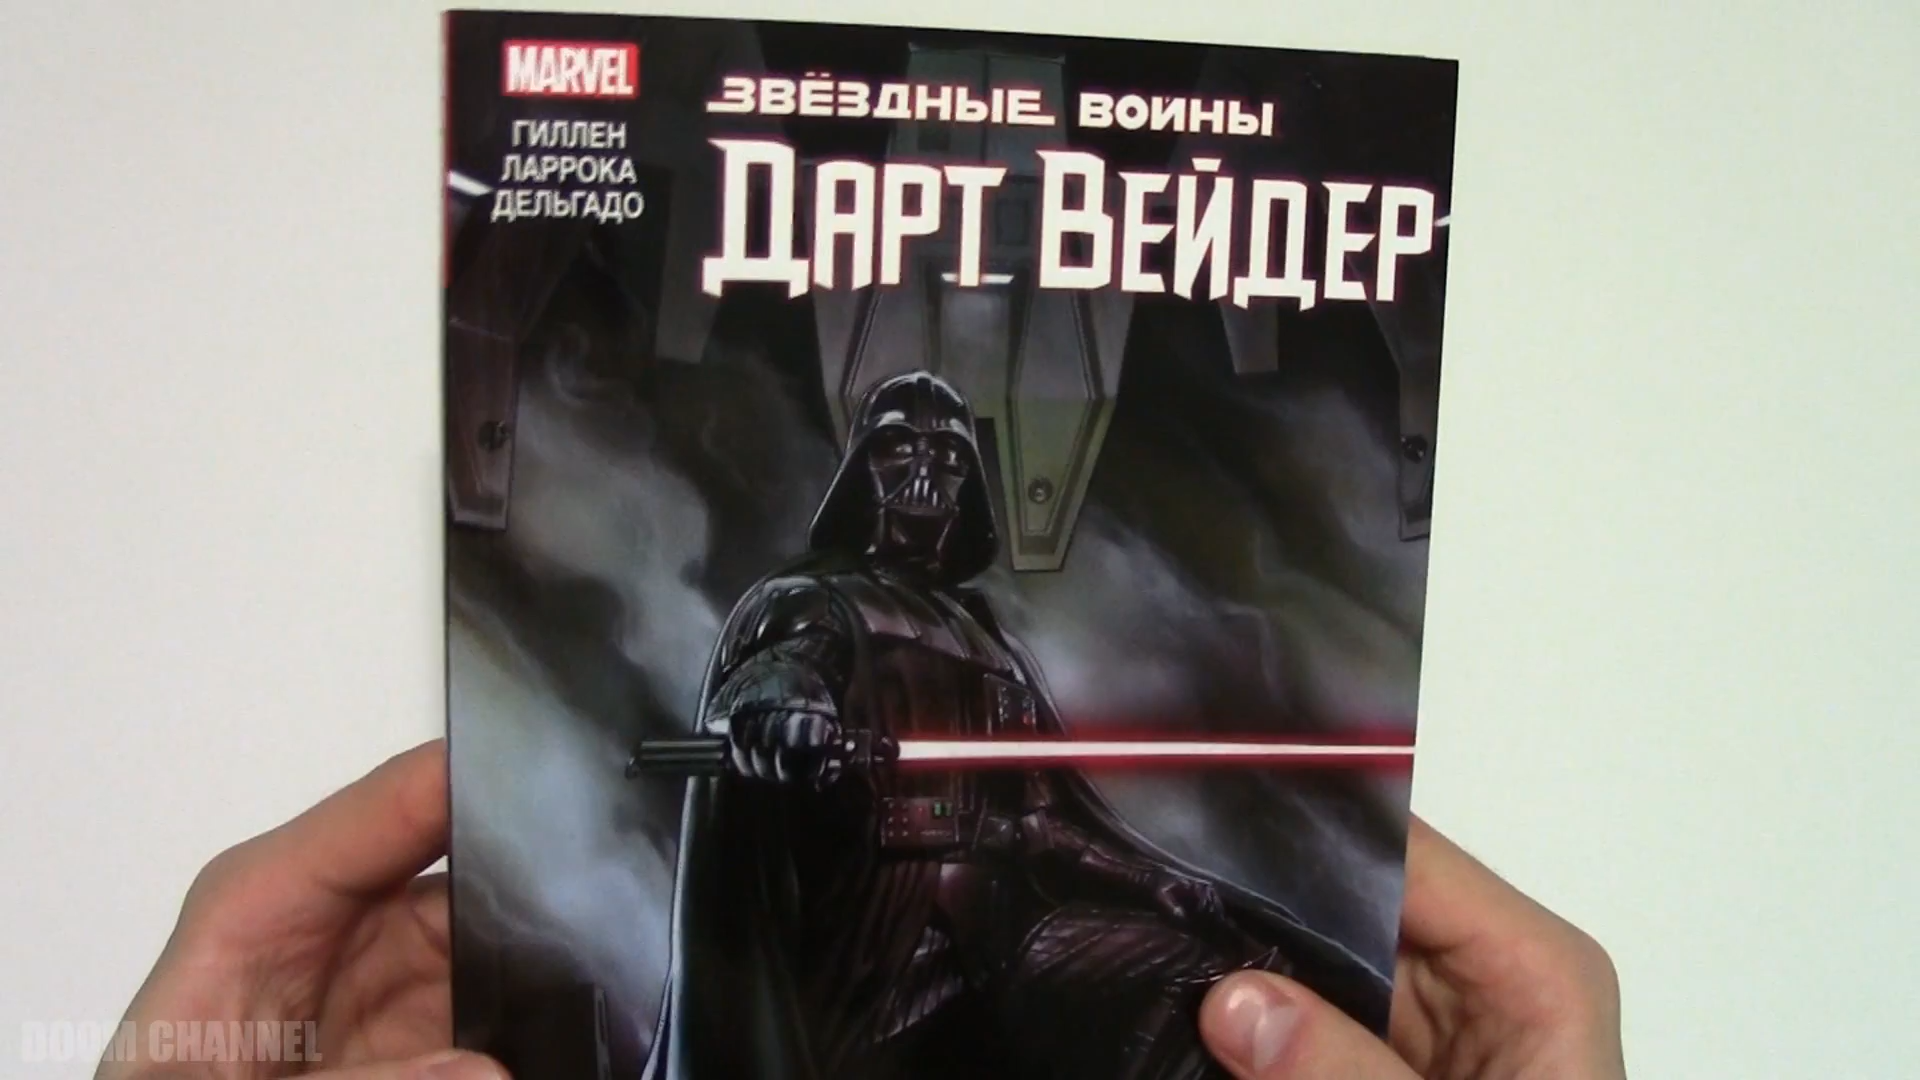 MARVEL
ГИЛЛЕН
ЛАРРОКА
ДЕЛЬГАДО
ЗВЁЗДНЫЕ ВОЙНЫ
ДАРТ ВЕЙДЕР
DOOM CHANNEL